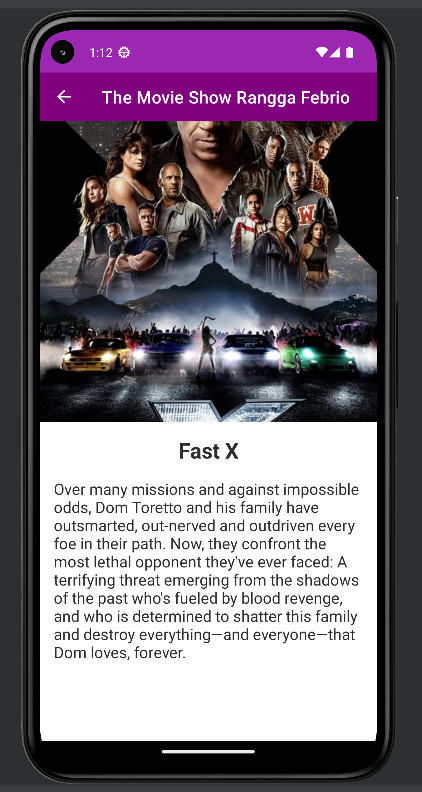 1:12
The Movie Show Rangga Febrio
W
Fast X
Over many missions and against impossible
odds, Dom Toretto and his family have
outsmarted, out-nerved and outdriven every
foe in their path. Now, they confront the
most lethal opponent they've ever faced: A
terrifying threat emerging from the shadows
of the past who's fueled by blood revenge,
and who is determined to shatter this family
and destroy everything—and everyone—that
Dom loves, forever.